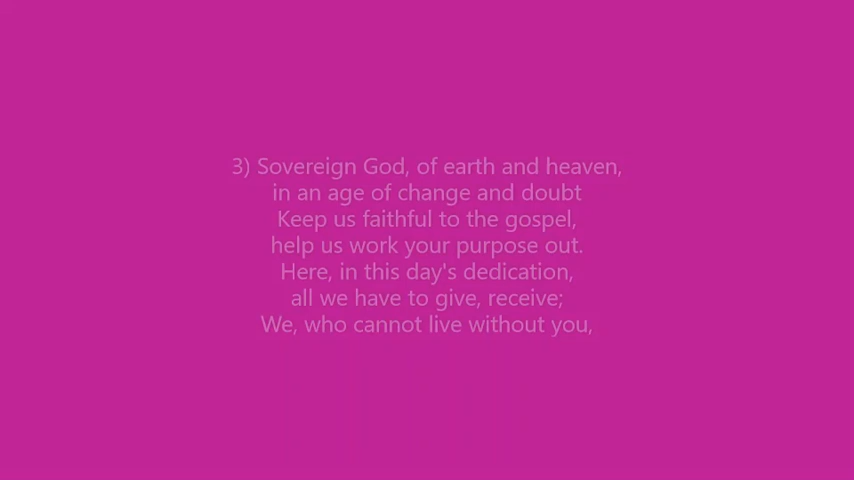 3) Sovereign God, of earth and heaven,
in an age of change and doubt
Keep us faithful to the gospel,
help us work your purpose out.
Here, in this day's dedication,
all we have to give, receive;
We, who cannot live without you,